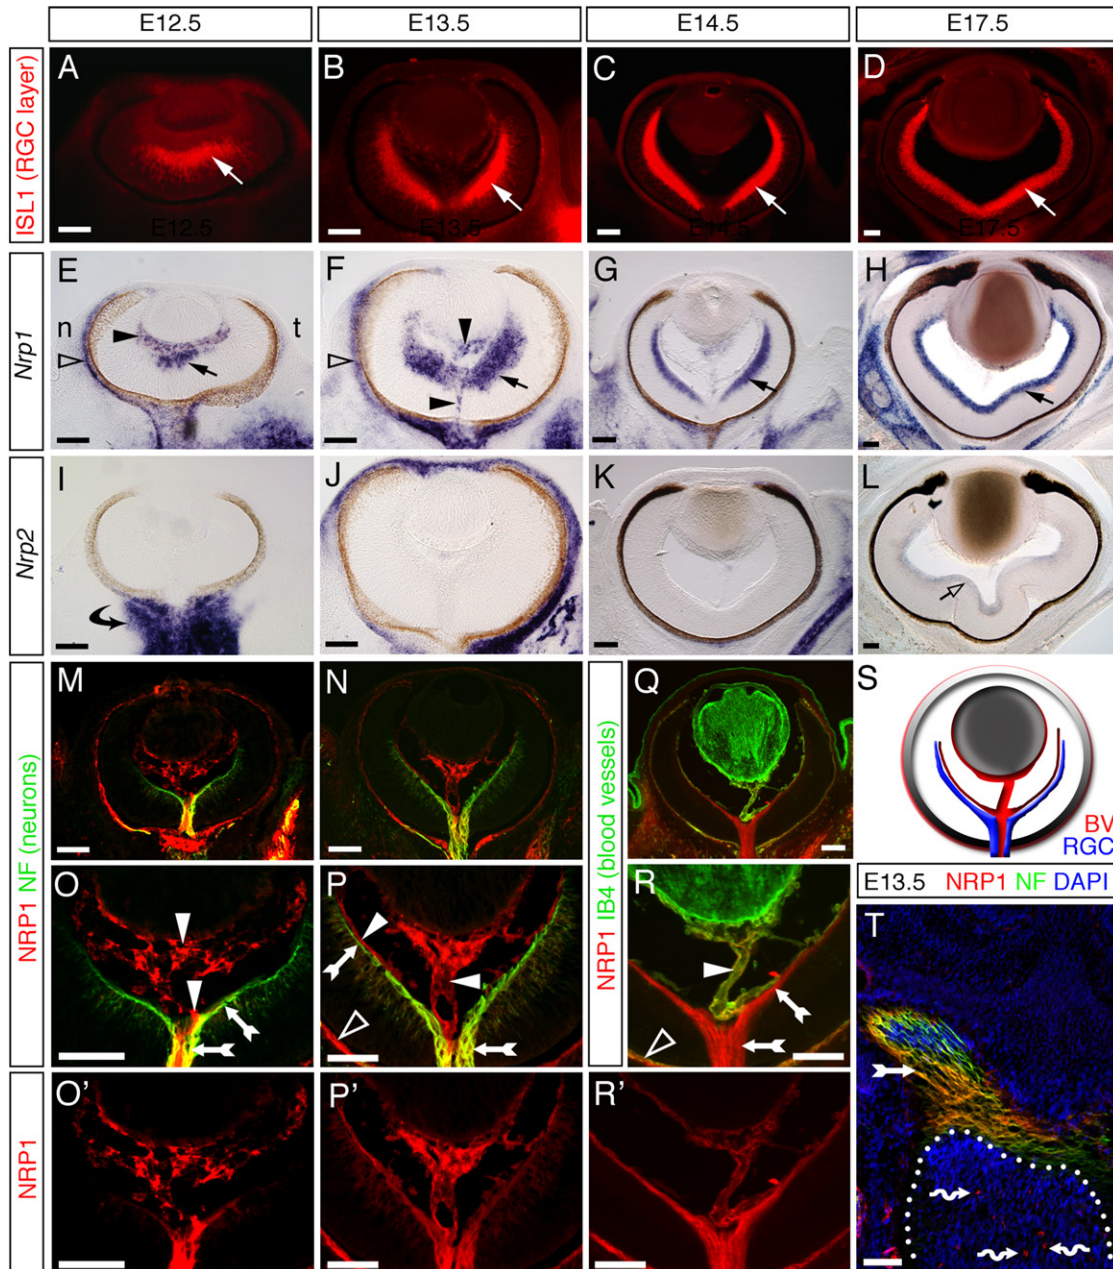 E12.5 E13.5 E14.5 E17.5
ISL1 (RGC layer)
A B C D
E12.5 E13.5 E14.5 E17.5
Nrp1
E F G H
n t
Nrp2
I J K L
NRP1 NF (neurons)
M N
NRP1 IB4 (blood vessels)
Q S
BV
RGC
O P R
E13.5 NRP1 NF DAPI
T
NRP1
O' P' R'